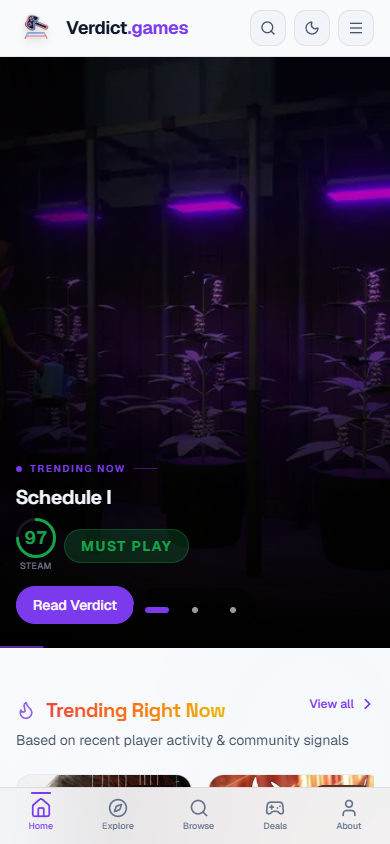 Verdict.games
TRENDING NOW
Schedule I
97
STEAM
MUST PLAY
Read Verdict
Trending Right Now
View all
Based on recent player activity & community signals
Home
Explore
Browse
Deals
About